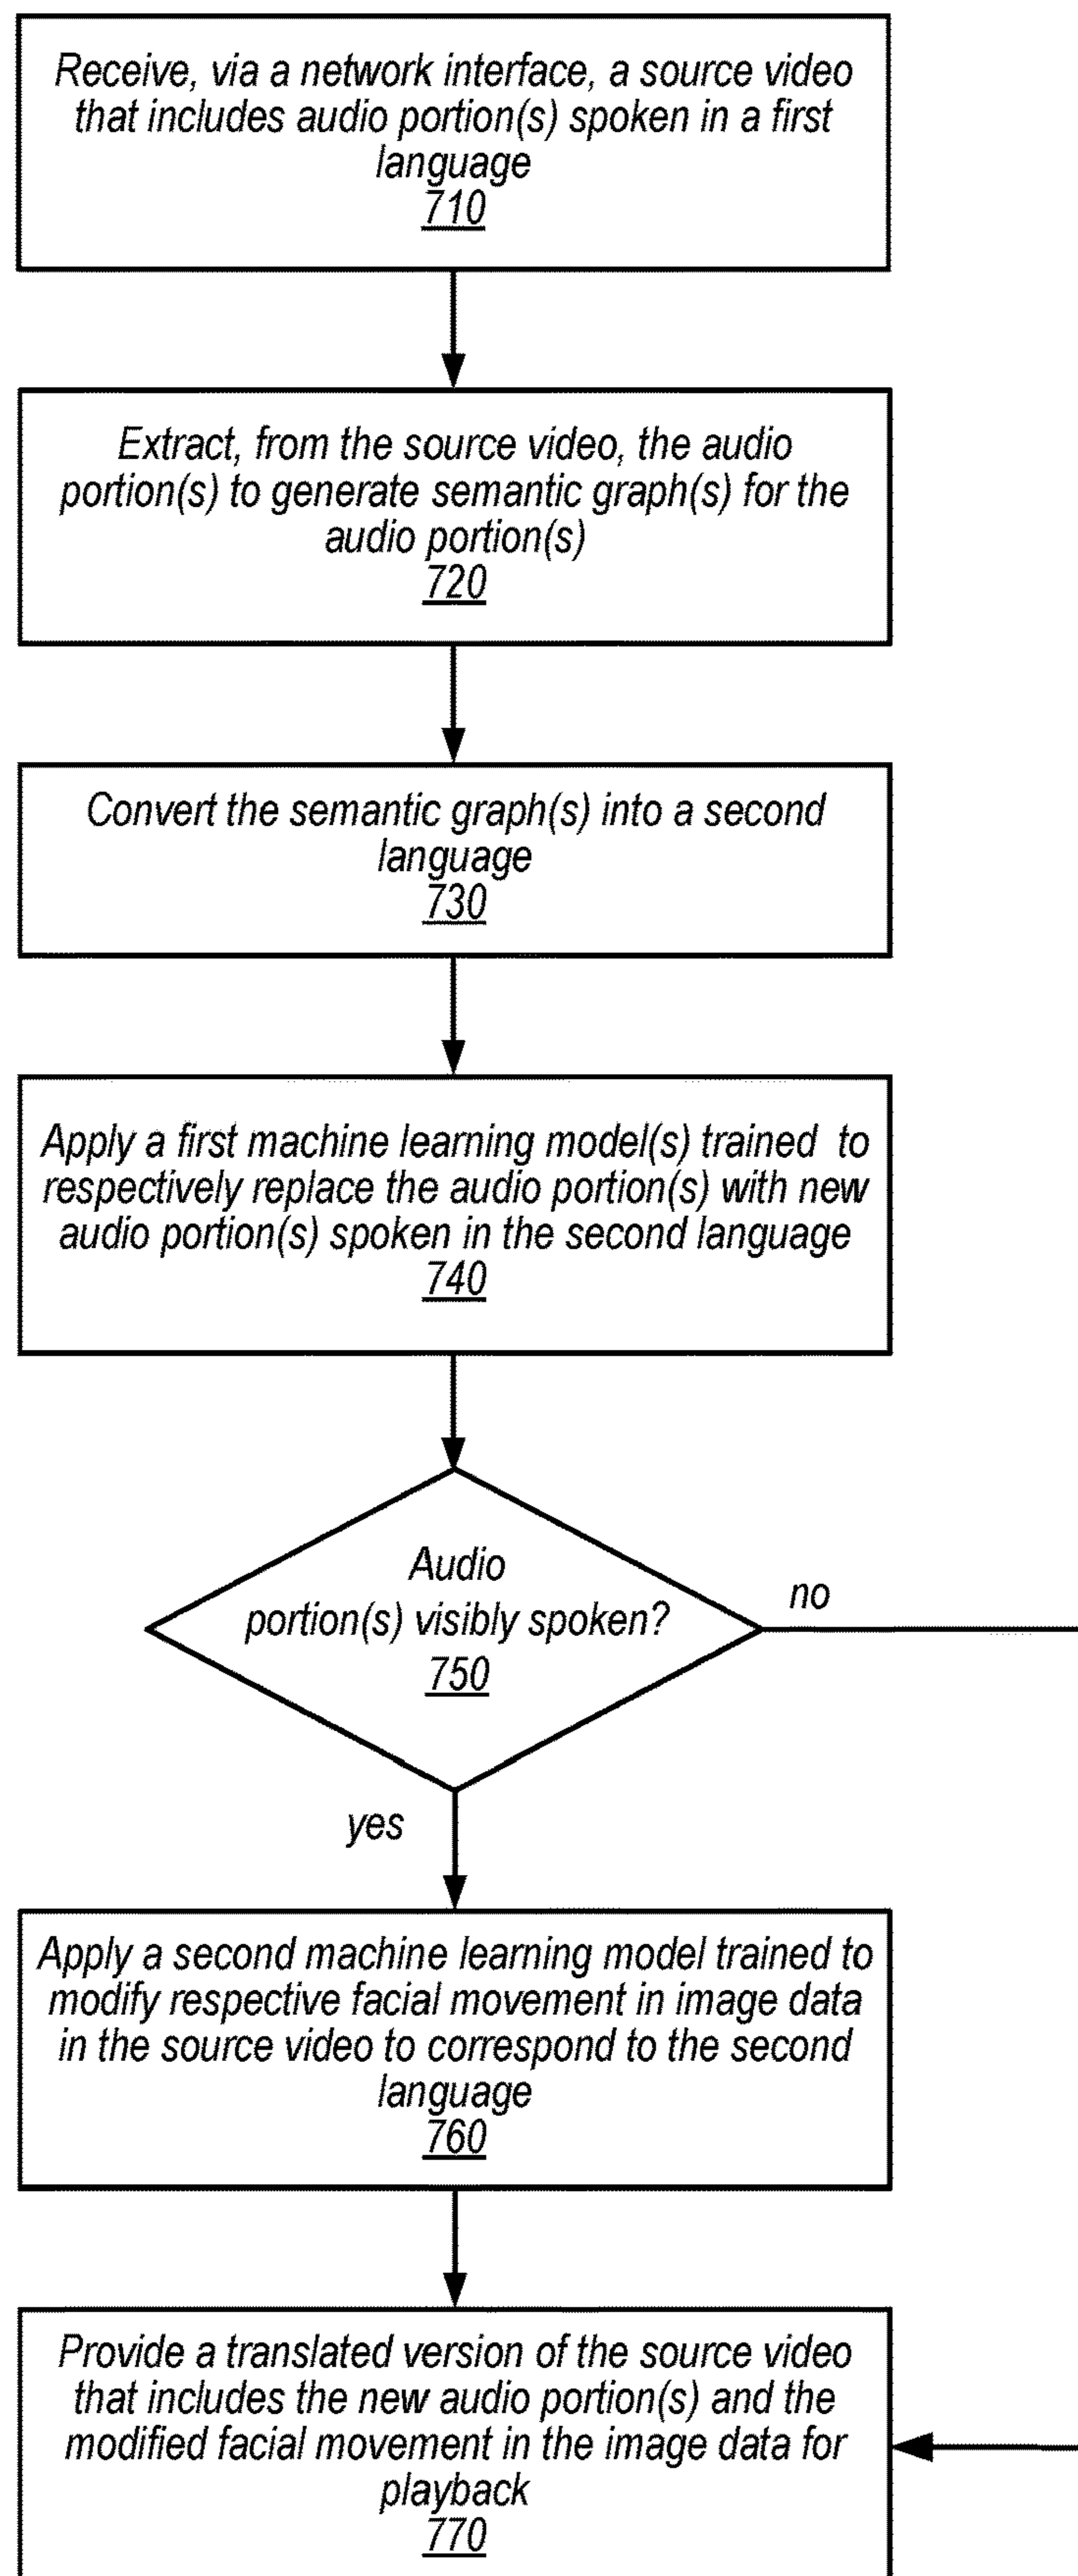 Receive, via a network interface, a source video
that includes audio portion(s) spoken in a first
language
710
Extract, from the source video, the audio
portion(s) to generate semantic graph(s) for the
audio portion(s)
720
Convert the semantic graph(s) into a second
language
730
Apply a first machine learning model(s) trained to
respectively replace the audio portion(s) with new
audio portion(s) spoken in the second language
740
Audio
portion(s) visibly spoken?
750
no
yes
Apply a second machine learning model trained to
modify respective facial movement in image data
in the source video to correspond to the second
language
760
Provide a translated version of the source video
that includes the new audio portion(s) and the
modified facial movement in the image data for
playback
770